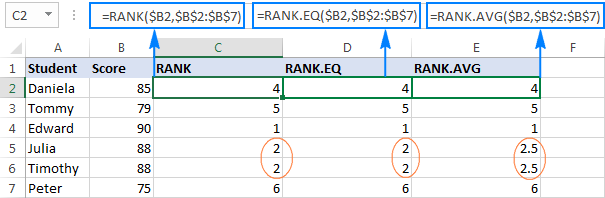 C2 =RANK($B2,$B$2:$B$7) =RANK.EQ($B2,$B$2:$B$7) =RANK.AVG($B2,$B$2:$B$7)
A B C D E F
1 Student Score RANK RANK.EQ RANK.AVG
2 Daniela 85 4 4 4
3 Tommy 79 5 5 5
4 Edward 90 1 1 1
5 Julia 88 2 2 2.5
6 Timothy 88 2 2 2.5
7 Peter 75 6 6 6